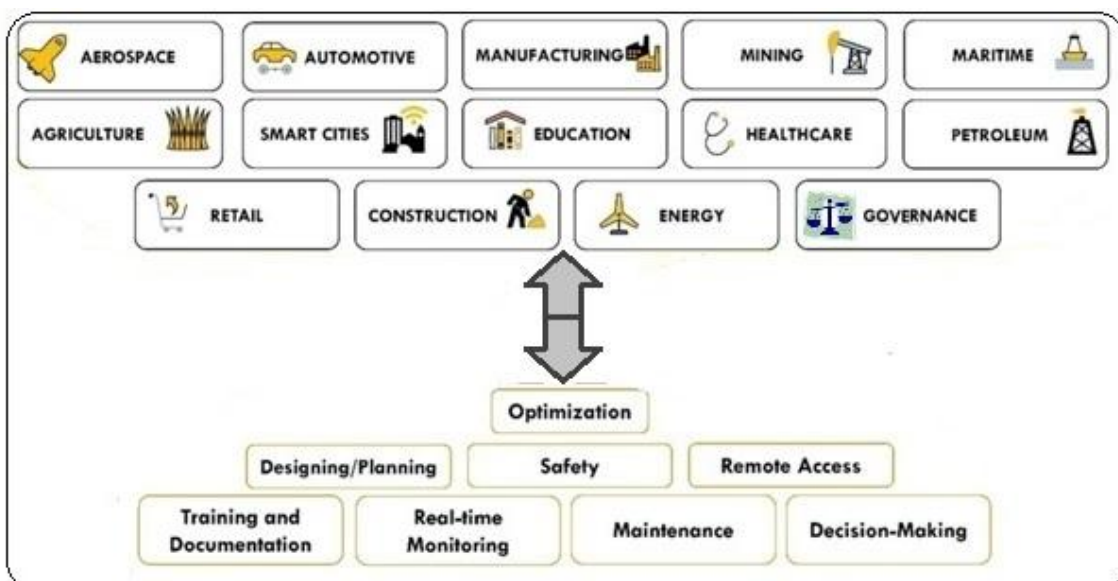 AEROSPACE
AUTOMOTIVE
MANUFACTURING
MINING
MARITIME
AGRICULTURE
SMART CITIES
EDUCATION
HEALTHCARE
PETROLEUM
RETAIL
CONSTRUCTION
ENERGY
GOVERNANCE
Optimization
Designing/Planning
Safety
Remote Access
Training and
Documentation
Real-time
Monitoring
Maintenance
Decision-Making